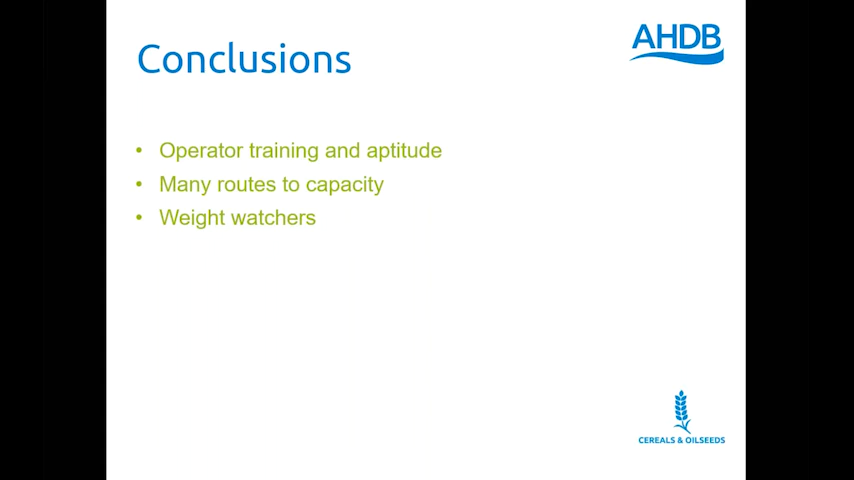 AHDB
Conclusions
• Operator training and aptitude
• Many routes to capacity
• Weight watchers
CEREALS & OILSEEDS